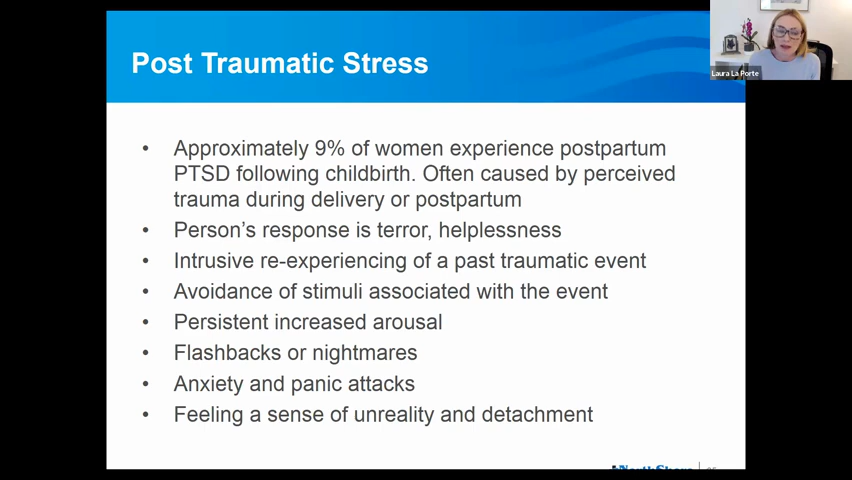 Post Traumatic Stress
Laura La Porte
• Approximately 9% of women experience postpartum
PTSD following childbirth. Often caused by perceived
trauma during delivery or postpartum
• Person's response is terror, helplessness
• Intrusive re-experiencing of a past traumatic event
• Avoidance of stimuli associated with the event
• Persistent increased arousal
• Flashbacks or nightmares
• Anxiety and panic attacks
• Feeling a sense of unreality and detachment
NorthShore